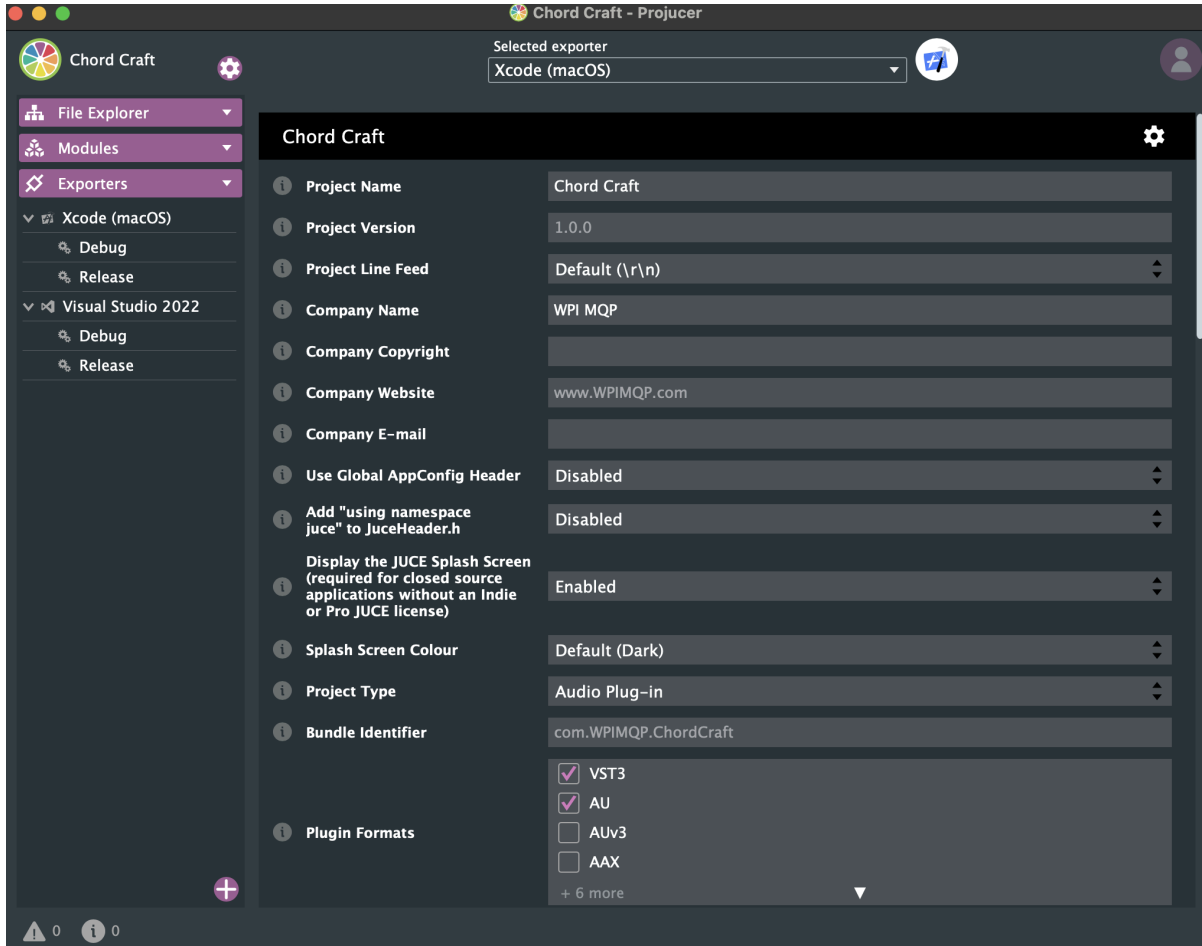 Chord Craft - Projucer
Chord Craft
Selected exporter
Xcode (macOS)
File Explorer
Modules
Exporters
Xcode (macOS)
Debug
Release
Visual Studio 2022
Debug
Release
Chord Craft
Project Name
Chord Craft
Project Version
1.0.0
Project Line Feed
Default (\r\n)
Company Name
WPI MQP
Company Copyright
Company Website
www.WPIMQP.com
Company E-mail
Use Global AppConfig Header
Disabled
Add "using namespace
juce" to JuceHeader.h
Disabled
Display the JUCE Splash Screen
(required for closed source
applications without an Indie
or Pro JUCE license)
Enabled
Splash Screen Colour
Default (Dark)
Project Type
Audio Plug-in
Bundle Identifier
com.WPIMQP.ChordCraft
Plugin Formats
VST3
AU
AUv3
AAX
+ 6 more
0
0